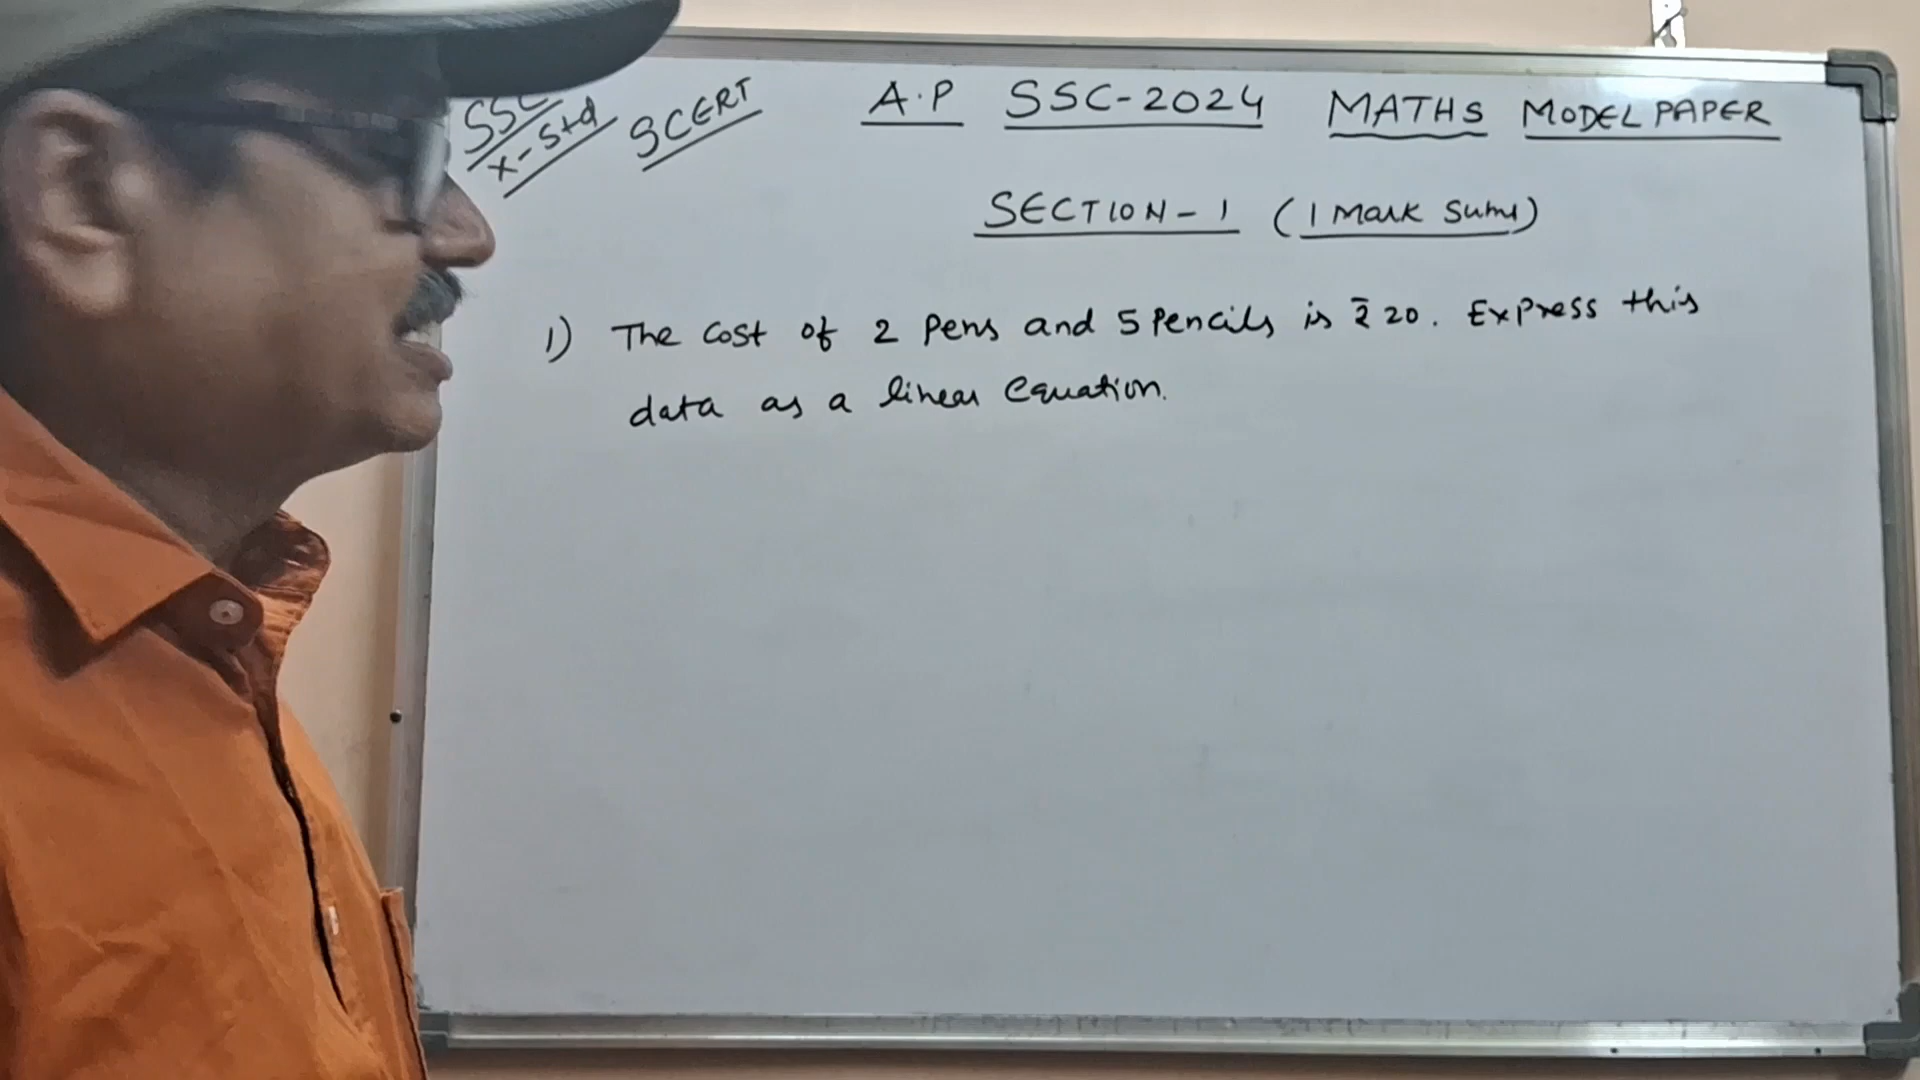 SSC
X-Std
SCERT
A.P SSC-2024 MATHS MODEL PAPER
SECTION-1 (1 Mark Sums)
1) The cost of 2 Pens and 5 Pencils is ₹ 20. Express this
data as a linear equation.